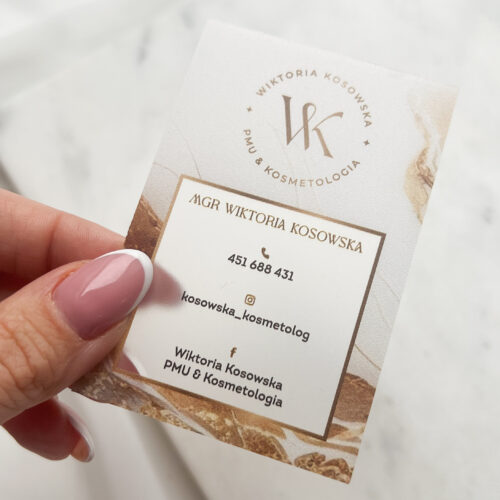 WIKTORIA KOSOWSKA
WK
PMU & KOSMETOLOGIA
MGR WIKTORIA KOSOWSKA
451 688 431
kosowska_kosmetolog
Wiktoria Kosowska
PMU & Kosmetologia